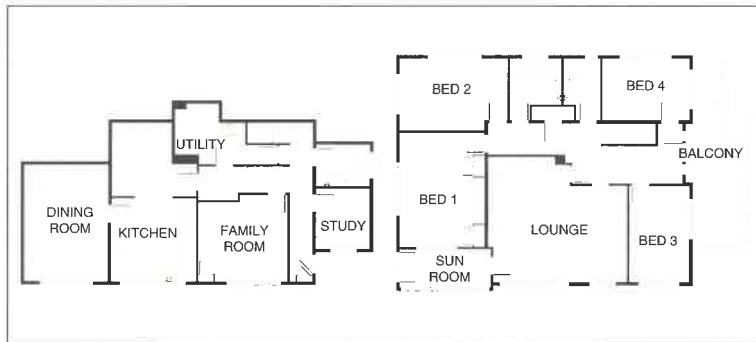 BED 2
BED 4
UTILITY
BALCONY
BED 1
DINING
ROOM
KITCHEN
FAMILY
ROOM
STUDY
LOUNGE
BED 3
SUN
ROOM